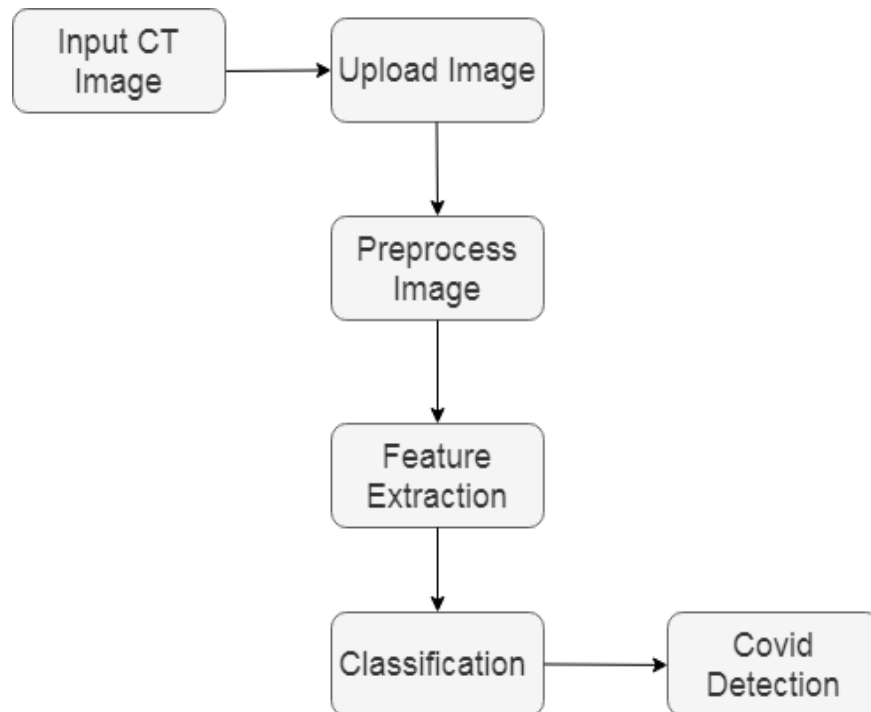 Input CT
Image
Upload Image
Preprocess
Image
Feature
Extraction
Classification
Covid
Detection